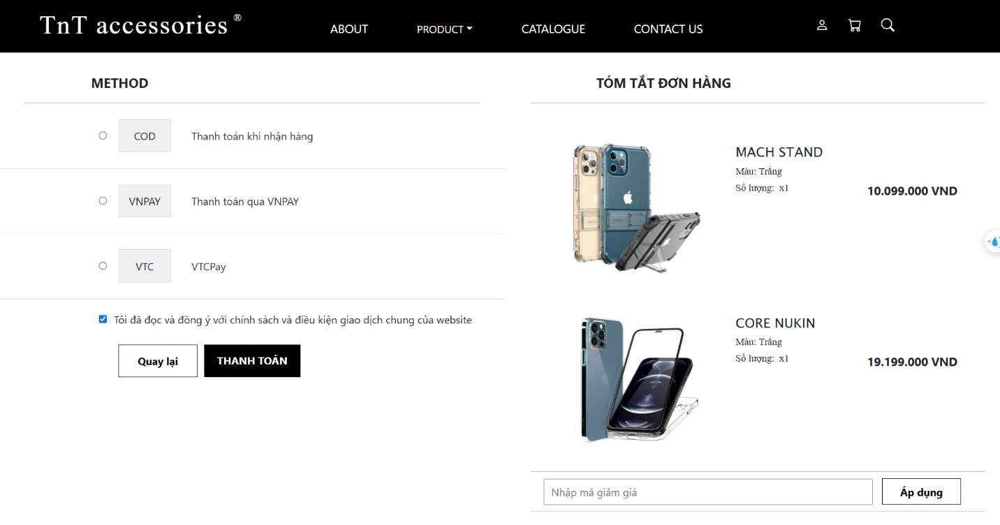 TnT accessories ®
ABOUT
PRODUCT
CATALOGUE
CONTACT US
METHOD
COD
Thanh toán khi nhận hàng
VNPAY
Thanh toán qua VNPAY
VTC
VTCPay
Tôi đã đọc và đồng ý với chính sách và điều kiện giao dịch chung của website
Quay lại
THANH TOÁN
TÓM TẮT ĐƠN HÀNG
MACH STAND
Màu: Trắng
Số lượng: x1
10.099.000 VND
CORE NUKIN
Màu: Trắng
Số lượng: x1
19.199.000 VND
Nhập mã giảm giá
Áp dụng